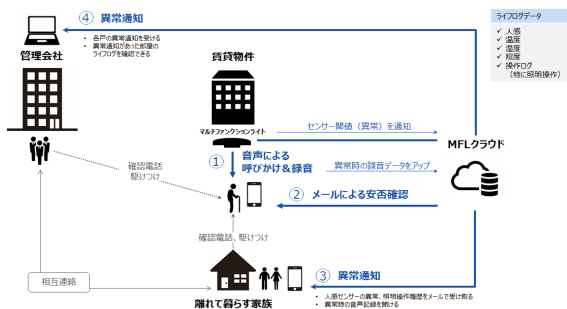 ④ 異常通知
• 各戸の異常通知を受ける
• 異常通知があった部屋の
ライフログを確認できる
管理会社
賃貸物件
ライフログデータ
✓ 人感
✓ 温度
✓ 湿度
✓ 照度
✓ 操作ログ
（特に照明操作）
マルチファンクションライト
センサー閾値（異常）を通知
MFLクラウド
① 音声による
呼びかけ＆録音
異常時の録音データをアップ
確認電話
駆けつけ
② メールによる安否確認
確認電話、駆けつけ
相互連絡
離れて暮らす家族
③ 異常通知
• 人感センサーの異常、照明操作履歴をメールで受け取る
• 異常時の音声記録を聞ける